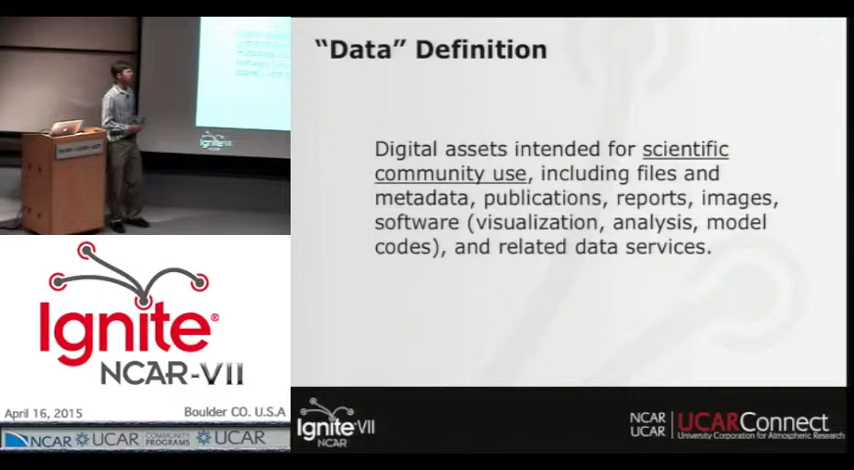 “Data” Definition
Digital assets intended for scientific
community use, including files and
metadata, publications, reports, images,
software (visualization, analysis, model
codes), and related data services.
Ignite
Ignite®
NCAR-VII
April 16, 2015
Boulder CO. U.S.A
NCAR
UCAR
COMMUNITY
PROGRAMS
UCAR
Ignite VII
NCAR
NCAR
UCAR
UCARConnect
University Corporation for Atmospheric Research